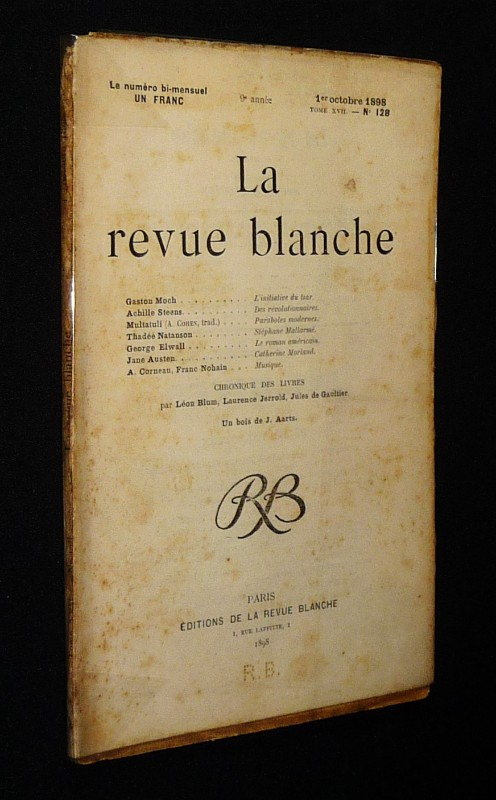 Le numéro bi-mensuel
UN FRANC
9e année
1er octobre 1898
TOME XVII. — No 128
La
revue blanche
Gaston Moch . . . . . . . . L'initiative du tsar.
Achille Steens. . . . . . . . Des révolutionnaires.
Multatuli (A. COHEN, trad.) . . . . Paraboles modernes.
Thadée Natanson . . . . . . . Stéphane Mallarmé.
George Elwall . . . . . . . . Le roman américain.
Jane Austen. . . . . . . . . Catherine Morland.
A. Corneau, Franc Nohain . . . Musique.
CHRONIQUE DES LIVRES
par Léon Blum, Laurence Jerrold, Jules de Gaultier.
Un bois de J. Aarts.
RB
PARIS
ÉDITIONS DE LA REVUE BLANCHE
1, RUE LAFFITTE, 1
1898
R.B.